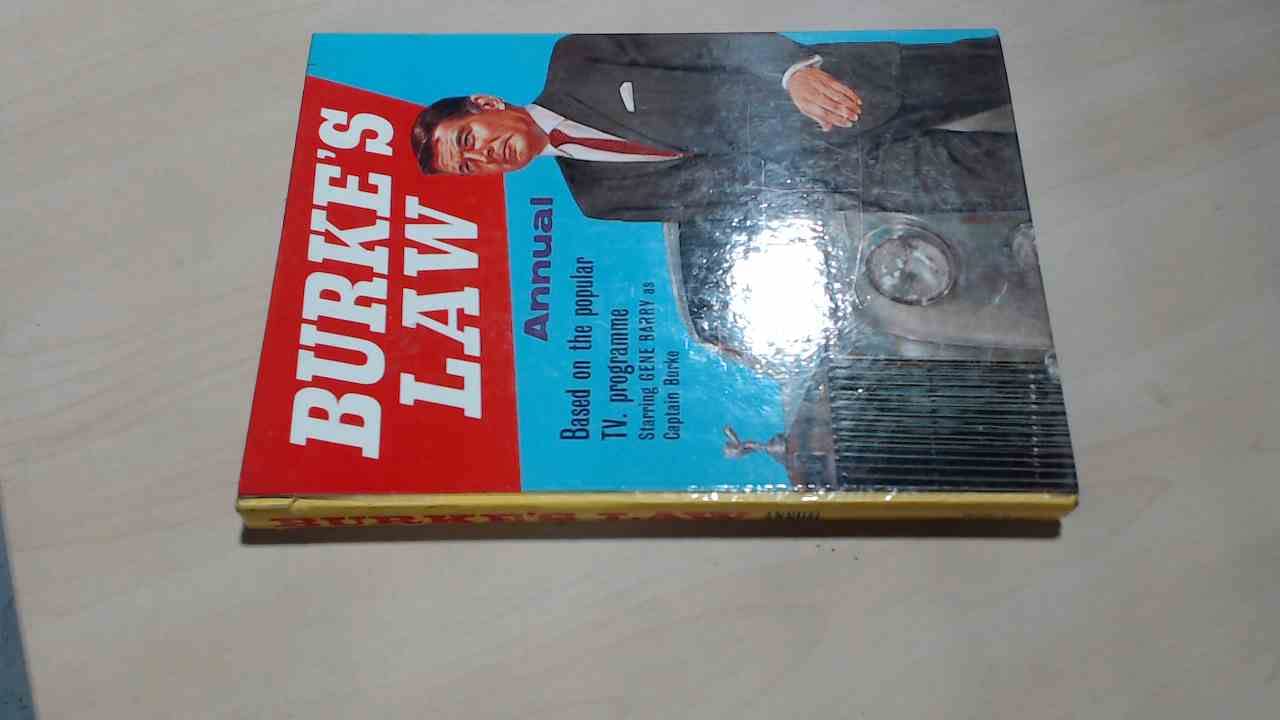 BURKE'S
LAW
Annual
Based on the popular
TV. programme
Starring GENE BARRY as
Captain Burke
BURKE'S LAW ANNUAL